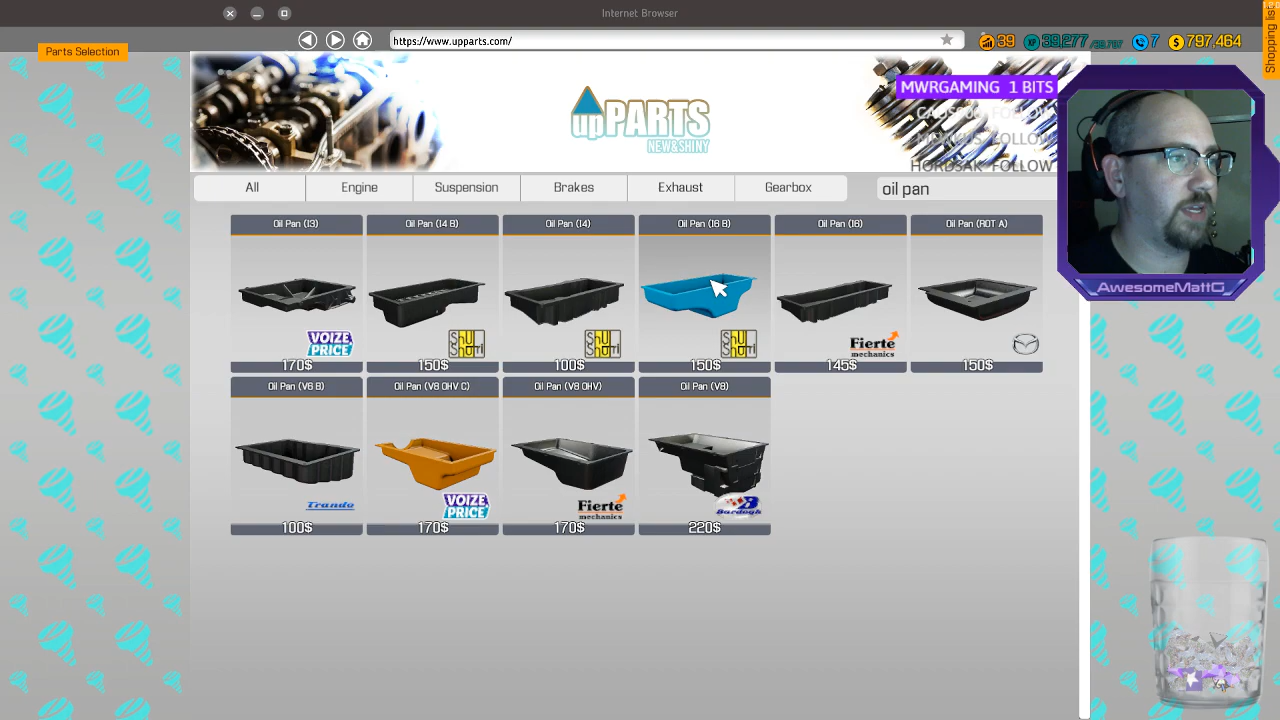 Internet Browser
https://www.upparts.com/
39
39,277
7
797,464
Shopping list
Parts Selection
upPARTS
NEW&SHINY
MWRGAMING 1 BITS
FOLLOW
FOLLOW
HORDSAK FOLLOW
All
Engine
Suspension
Brakes
Exhaust
Gearbox
oil pan
Oil Pan (I3)
Oil Pan (I4 B)
Oil Pan (I4)
Oil Pan (I6 B)
Oil Pan (I6)
Oil Pan (ROT A)
VOIZE PRICE
Fierte mechanics
170$
150$
100$
150$
145$
150$
AwesomeMattG
Oil Pan (V6 B)
Oil Pan (V8 OHV C)
Oil Pan (V8 OHV)
Oil Pan (V8)
Trando
VOIZE PRICE
Fierte mechanics
100$
170$
170$
220$